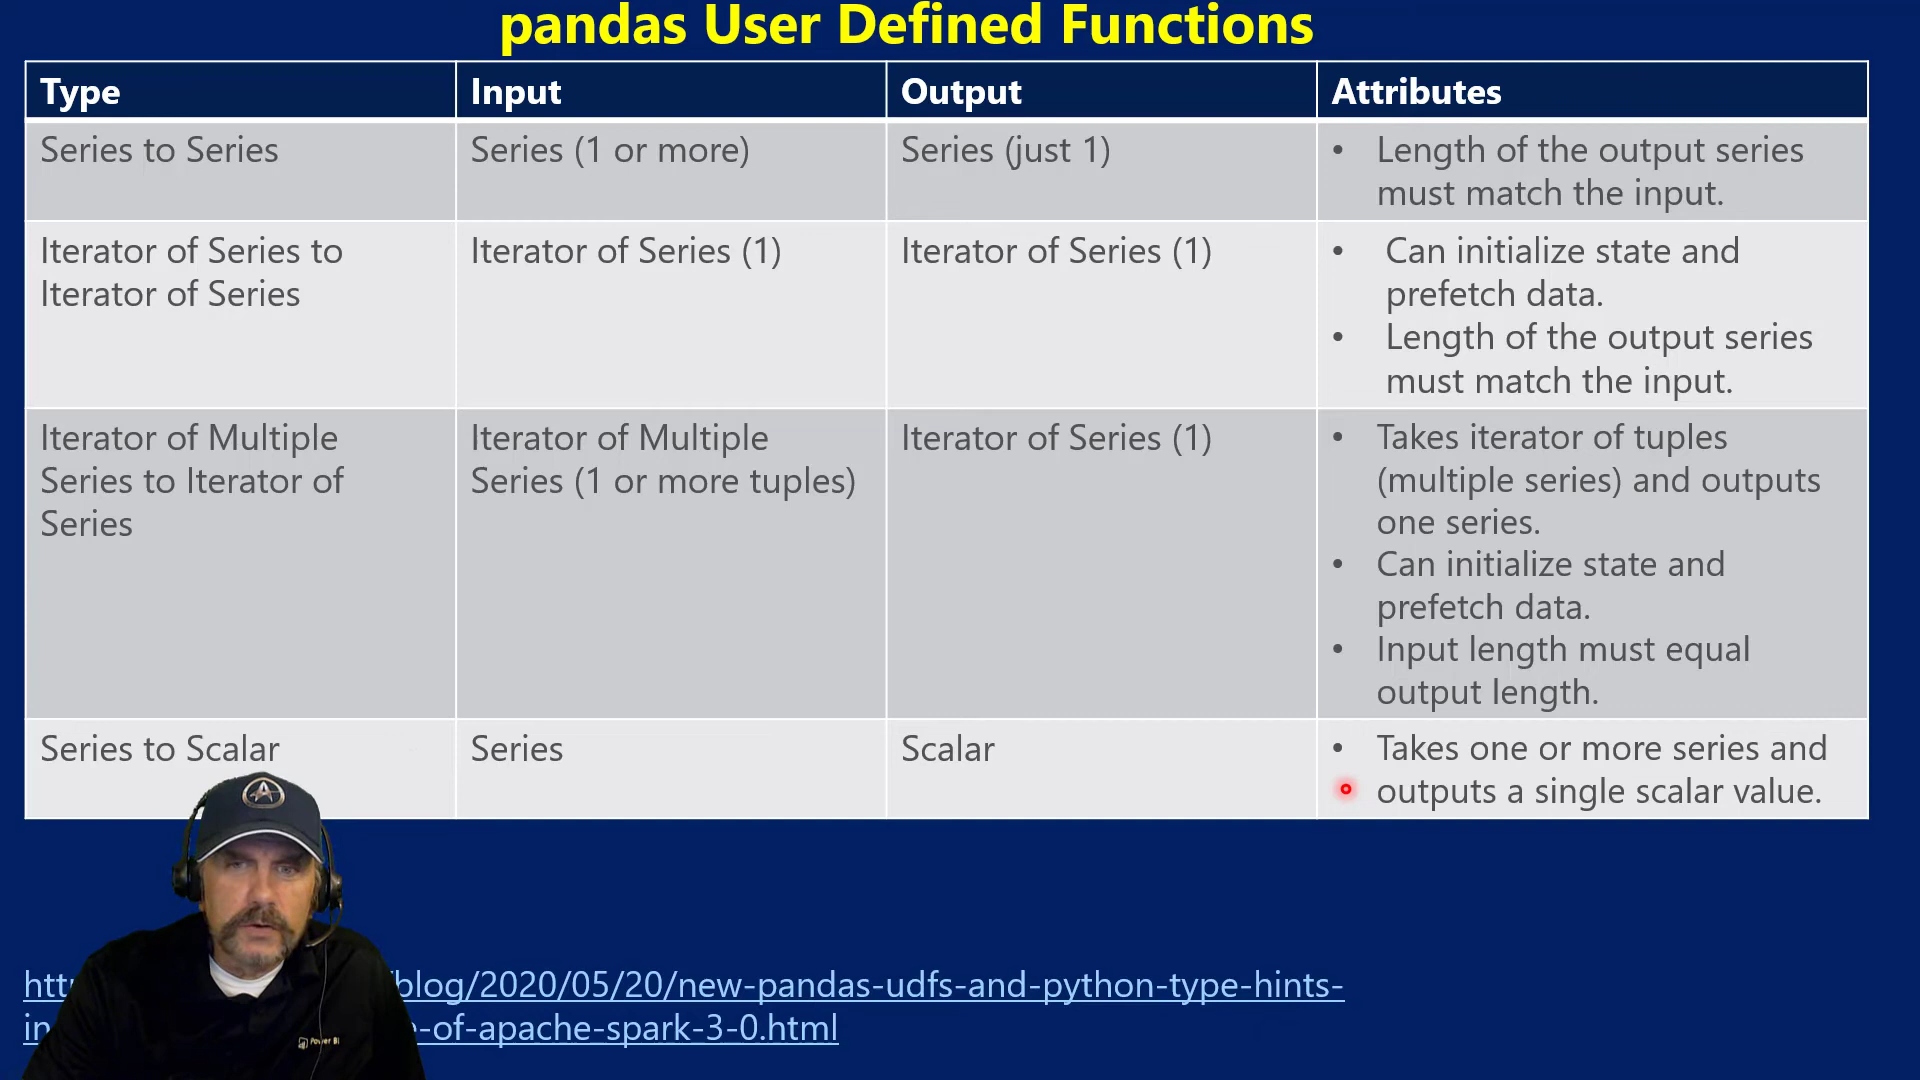 pandas User Defined Functions
Type Input Output Attributes
Series to Series Series (1 or more) Series (just 1) • Length of the output series
must match the input.
Iterator of Series to Iterator of Series (1) Iterator of Series (1) • Can initialize state and
Iterator of Series prefetch data.
• Length of the output series
must match the input.
Iterator of Multiple Iterator of Multiple Iterator of Series (1) • Takes iterator of tuples
Series to Iterator of Series (1 or more tuples) (multiple series) and outputs
Series one series.
• Can initialize state and
prefetch data.
• Input length must equal
output length.
Series to Scalar Series Scalar • Takes one or more series and
outputs a single scalar value.
/blog/2020/05/20/new-pandas-udfs-and-python-type-hints-
-of-apache-spark-3-0.html
Power BI